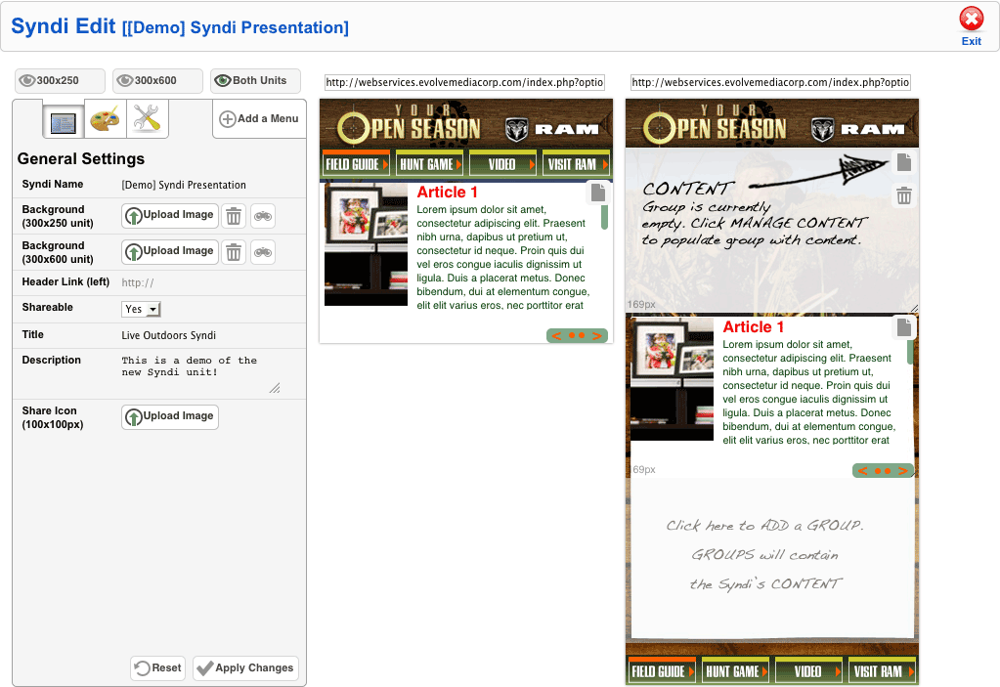 Syndi Edit [[Demo] Syndi Presentation]
Exit
300x250
300x600
Both Units
Add a Menu
General Settings
Syndi Name
[Demo] Syndi Presentation
Background
(300x250 unit)
Upload Image
Background
(300x600 unit)
Upload Image
Header Link (left)
http://
Shareable
Yes
Title
Live Outdoors Syndi
Description
This is a demo of the
new Syndi unit!
Share Icon
(100x100px)
Upload Image
Reset
Apply Changes
http://webservices.evolvemediacorp.com/index.php?optio
YOUR
OPEN SEASON
RAM
FIELD GUIDE
HUNT GAME
VIDEO
VISIT RAM
Article 1
Lorem ipsum dolor sit amet,
consectetur adipiscing elit. Praesent
nibh urna, dapibus ut pretium ut,
consectetur id neque. Proin quis dui
vel eros congue iaculis dignissim ut
ligula. Duis a placerat metus. Donec
bibendum, dui at elementum congue,
elit elit varius eros, nec porttitor erat
< >
http://webservices.evolvemediacorp.com/index.php?optio
YOUR
OPEN SEASON
RAM
CONTENT
Group is currently
empty. Click MANAGE CONTENT
to populate group with content.
169px
Article 1
Lorem ipsum dolor sit amet,
consectetur adipiscing elit. Praesent
nibh urna, dapibus ut pretium ut,
consectetur id neque. Proin quis dui
vel eros congue iaculis dignissim ut
ligula. Duis a placerat metus. Donec
bibendum, dui at elementum congue,
elit elit varius eros, nec porttitor erat
169px
< >
Click here to ADD a GROUP.
GROUPS will contain
the Syndi's CONTENT
FIELD GUIDE
HUNT GAME
VIDEO
VISIT RAM